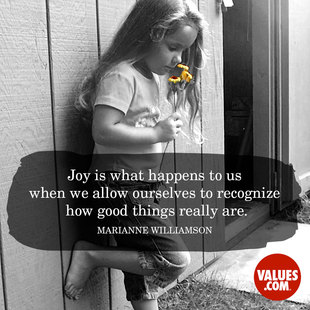 Joy is what happens to us
when we allow ourselves to recognize
how good things really are.
MARIANNE WILLIAMSON
VALUES
.COM